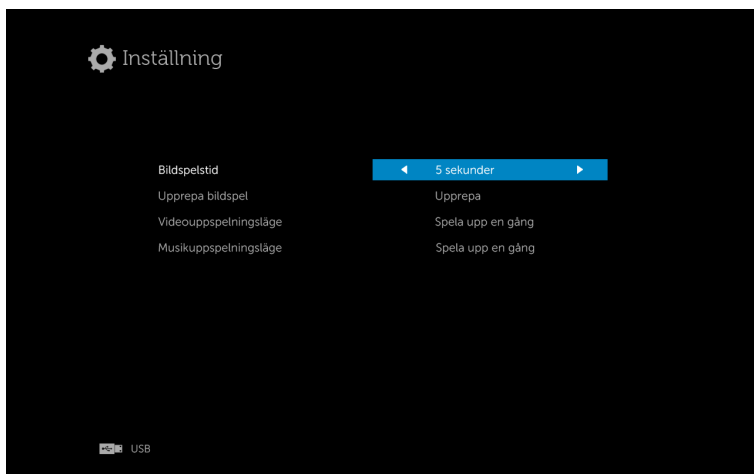 Inställning
Bildspelstid 5 sekunder
Upprepa bildspel Upprepa
Videouppspelningsläge Spela upp en gång
Musikuppspelningsläge Spela upp en gång
USB